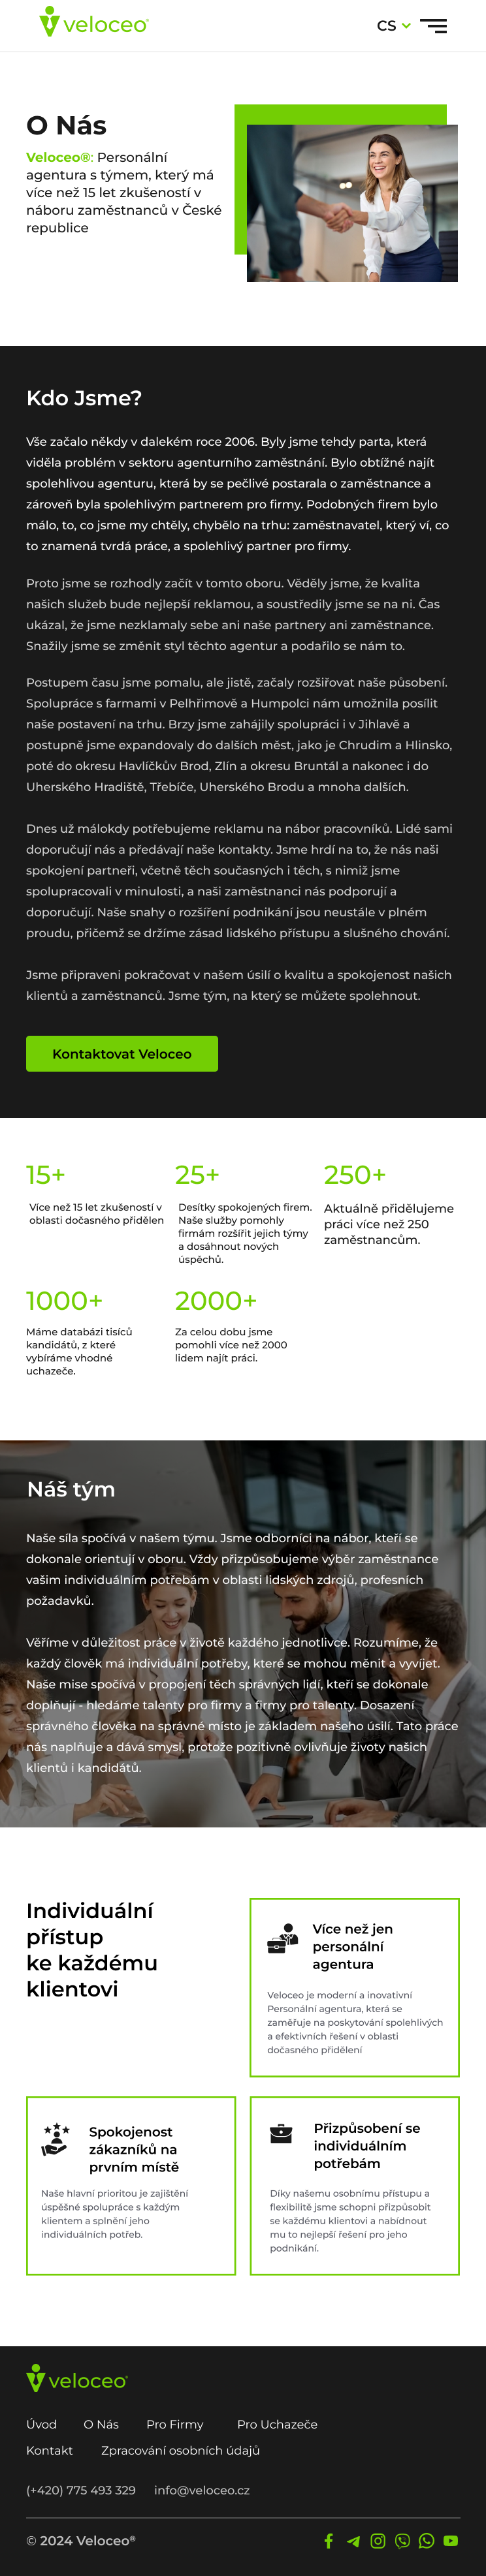 veloceo®
CS
O Nás
Veloceo®: Personální
agentura s týmem, který má
více než 15 let zkušeností v
náboru zaměstnanců v České
republice
Kdo Jsme?
Vše začalo někdy v dalekém roce 2006. Byly jsme tehdy parta, která
viděla problém v sektoru agenturního zaměstnání. Bylo obtížné najít
spolehlivou agenturu, která by se pečlivé postarala o zaměstnance a
zároveň byla spolehlivým partnerem pro firmy. Podobných firem bylo
málo, to, co jsme my chtěly, chybělo na trhu: zaměstnavatel, který ví, co
to znamená tvrdá práce, a spolehlivý partner pro firmy.
Proto jsme se rozhodly začít v tomto oboru. Věděly jsme, že kvalita
našich služeb bude nejlepší reklamou, a soustředily jsme se na ni. Čas
ukázal, že jsme nezklamaly sebe ani naše partnery ani zaměstnance.
Snažily jsme se změnit styl těchto agentur a podařilo se nám to.
Postupem času jsme pomalu, ale jistě, začaly rozšiřovat naše působení.
Spolupráce s farmami v Pelhřimově a Humpolci nám umožnila posílit
naše postavení na trhu. Brzy jsme zahájily spolupráci i v Jihlavě a
postupně jsme expandovaly do dalších měst, jako je Chrudim a Hlinsko,
poté do okresu Havlíčkův Brod, Zlín a okresu Bruntál a nakonec i do
Uherského Hradiště, Třebíče, Uherského Brodu a mnoha dalších.
Dnes už málokdy potřebujeme reklamu na nábor pracovníků. Lidé sami
doporučují nás a předávají naše kontakty. Jsme hrdí na to, že nás naši
spokojení partneři, včetně těch současných i těch, s nimiž jsme
spolupracovali v minulosti, a naši zaměstnanci nás podporují a
doporučují. Naše snahy o rozšíření podnikání jsou neustále v plném
proudu, přičemž se držíme zásad lidského přístupu a slušného chování.
Jsme připraveni pokračovat v našem úsilí o kvalitu a spokojenost našich
klientů a zaměstnanců. Jsme tým, na který se můžete spolehnout.
Kontaktovat Veloceo
15+
Více než 15 let zkušeností v
oblasti dočasného přidělen
25+
Desítky spokojených firem.
Naše služby pomohly
firmám rozšířit jejich týmy
a dosáhnout nových
úspěchů.
250+
Aktuálně přidělujeme
práci více než 250
zaměstnancům.
1000+
Máme databázi tisíců
kandidátů, z které
vybíráme vhodné
uchazeče.
2000+
Za celou dobu jsme
pomohli více než 2000
lidem najít práci.
Náš tým
Naše síla spočívá v našem týmu. Jsme odborníci na nábor, kteří se
dokonale orientují v oboru. Vždy přizpůsobujeme výběr zaměstnance
vašim individuálním potřebám v oblasti lidských zdrojů, profesních
požadavků.
Věříme v důležitost práce v životě každého jednotlivce. Rozumíme, že
každý člověk má individuální potřeby, které se mohou měnit a vyvíjet.
Naše mise spočívá v propojení těch správných lidí, kteří se dokonale
doplňují - hledáme talenty pro firmy a firmy pro talenty. Dosazení
správného člověka na správné místo je základem našeho úsilí. Tato práce
nás naplňuje a dává smysl, protože pozitivně ovlivňuje životy našich
klientů i kandidátů.
Individuální
přístup
ke každému
klientovi
Více než jen
personální
agentura
Veloceo je moderní a inovativní
Personální agentura, která se
zaměřuje na poskytování spolehlivých
a efektivních řešení v oblasti
dočasného přidělení
Spokojenost
zákazníků na
prvním místě
Naše hlavní prioritou je zajištění
úspěšné spolupráce s každým
klientem a splnění jeho
individuálních potřeb.
Přizpůsobení se
individuálním
potřebám
Díky našemu osobnímu přístupu a
flexibilitě jsme schopni přizpůsobit
se každému klientovi a nabídnout
mu to nejlepší řešení pro jeho
podnikání.
veloceo®
Úvod O Nás Pro Firmy Pro Uchazeče
Kontakt Zpracování osobních údajů
(+420) 775 493 329 info@veloceo.cz
© 2024 Veloceo®